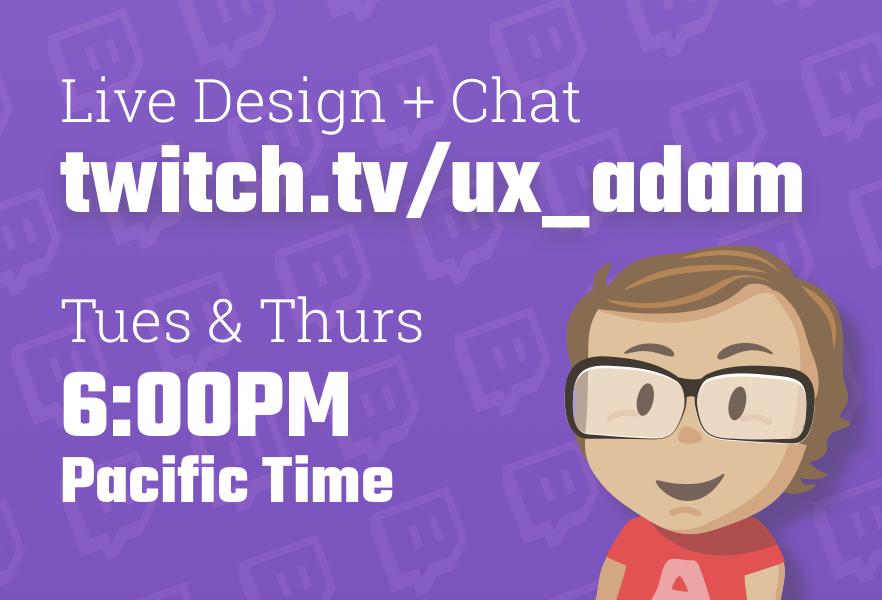 Live Design + Chat
twitch.tv/ux_adam
Tues & Thurs
6:00PM
Pacific Time
A